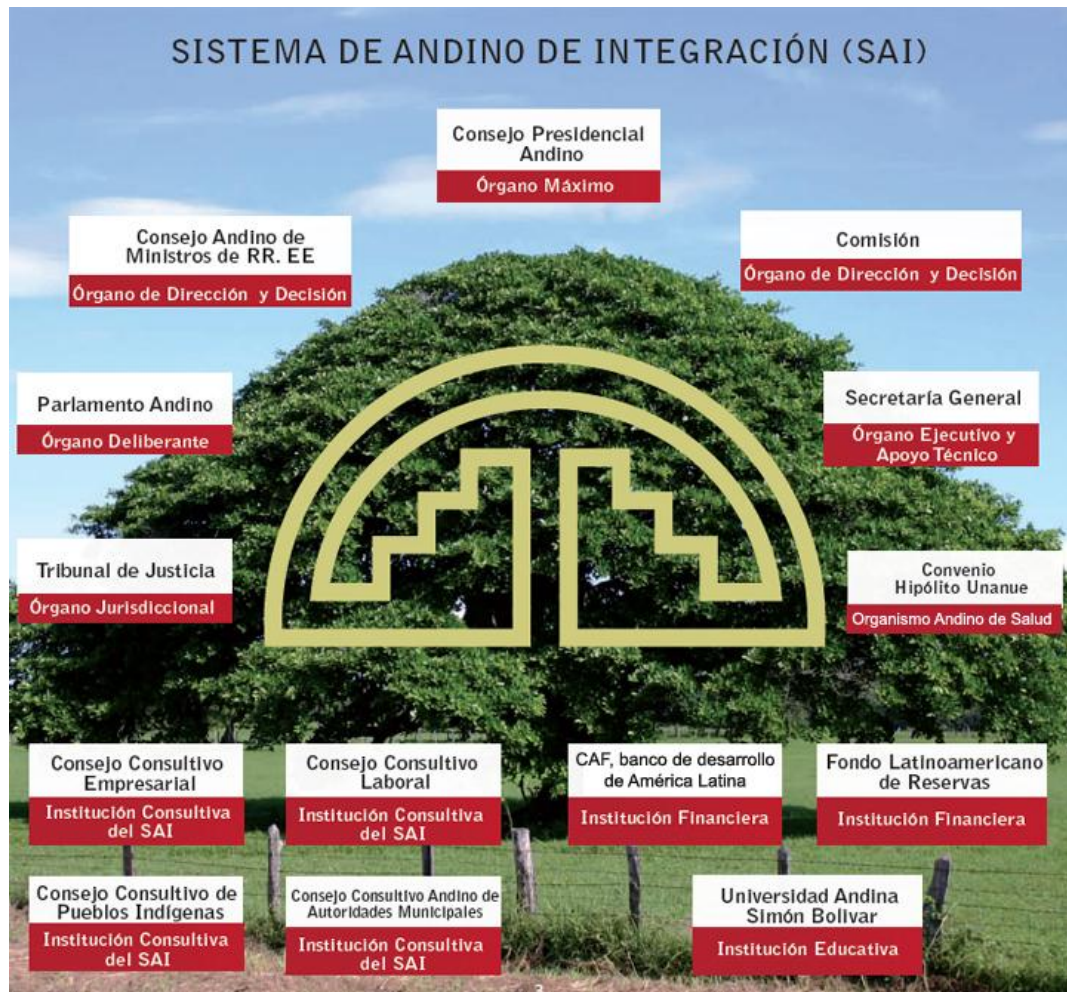 SISTEMA DE ANDINO DE INTEGRACIÓN (SAI)
Consejo Presidencial
Andino
Órgano Máximo
Consejo Andino de
Ministros de RR. EE
Órgano de Dirección y Decisión
Comisión
Órgano de Dirección y Decisión
Parlamento Andino
Órgano Deliberante
Secretaría General
Órgano Ejecutivo y
Apoyo Técnico
Tribunal de Justicia
Órgano Jurisdiccional
Convenio
Hipólito Unanue
Organismo Andino de Salud
Consejo Consultivo
Empresarial
Institución Consultiva
del SAI
Consejo Consultivo
Laboral
Institución Consultiva
del SAI
CAF, banco de desarrollo
de América Latina
Institución Financiera
Fondo Latinoamericano
de Reservas
Institución Financiera
Consejo Consultivo de
Pueblos Indígenas
Institución Consultiva
del SAI
Consejo Consultivo Andino de
Autoridades Municipales
Institución Consultiva
del SAI
Universidad Andina
Simón Bolivar
Institución Educativa
3